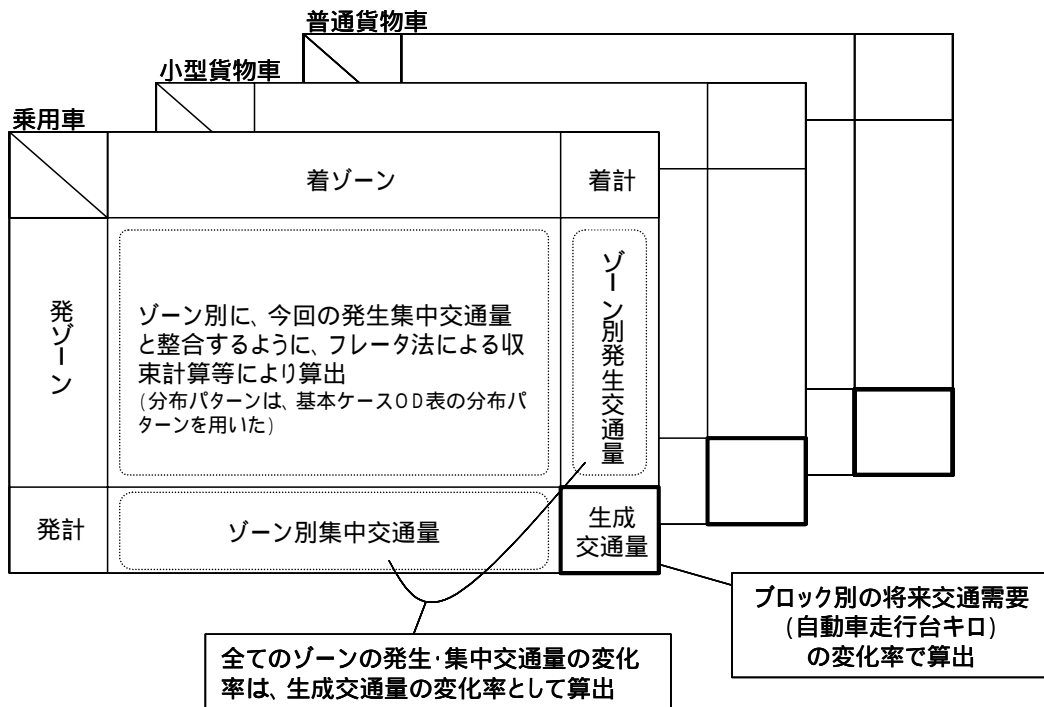 普通貨物車
小型貨物車
乗用車
着ゾーン
着計
発ゾーン
ゾーン別に、今回の発生集中交通量
と整合するように、フレータ法による収
束計算等により算出
(分布パターンは、基本ケースOD表の分布パ
ターンを用いた)
ゾーン別発生交通量
発計
ゾーン別集中交通量
生成
交通量
ブロック別の将来交通需要
(自動車走行台キロ)
の変化率で算出
全てのゾーンの発生・集中交通量の変化
率は、生成交通量の変化率として算出